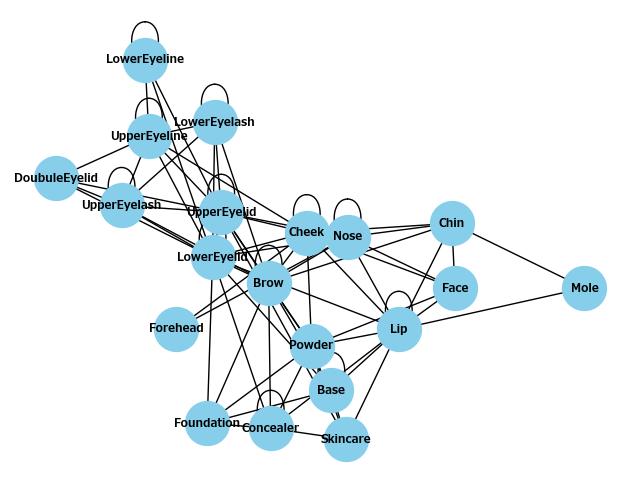 LowerEyeline
LowerEyelash
UpperEyeline
DoubuleEyelid
UpperEyelash
UpperEyelid
Cheek
Nose
Chin
LowerEyelid
Brow
Face
Mole
Forehead
Lip
Powder
Base
Foundation
Concealer
Skincare